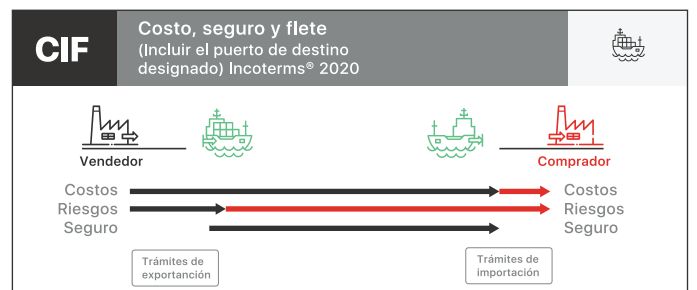 CIF
Costo, seguro y flete
(Incluir el puerto de destino
designado) Incoterms® 2020
Vendedor
Comprador
Costos
Costos
Riesgos
Riesgos
Seguro
Seguro
Trámites de
exportanción
Trámites de
importación